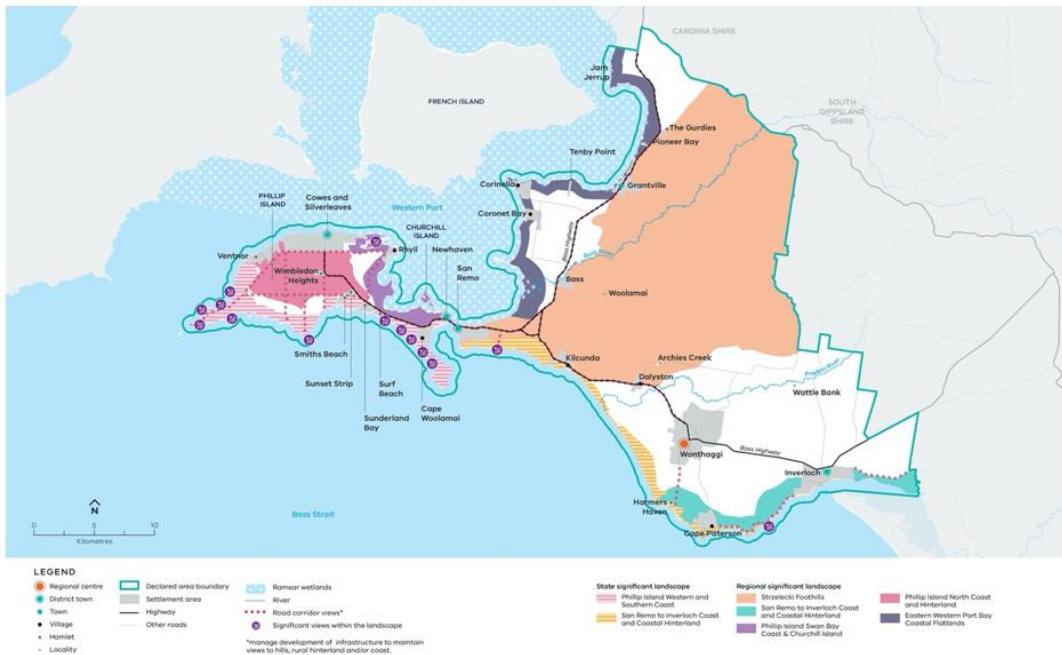 CARDINIA SHIRE
Jam
Jerrup
FRENCH ISLAND
SOUTH
GIPPSLAND
SHIRE
The Gurdies
Pioneer Bay
Tenby Point
Corinella
Grantville
PHILLIP
ISLAND
Cowes and
Silverleaves
Western Port
CHURCHILL
ISLAND
Coronet Bay
Bass Highway
Bass River
Rhyll
Newhaven
Ventnor
San
Remo
Wimbledon
Heights
Bass
Woolamai
Smiths Beach
Kilcunda
Archies Creek
Sunset Strip
Surf
Beach
Dalyston
Powlett River
Sunderland
Bay
Cape
Woolamai
Wattle Bank
Wonthaggi
Bass Highway
Inverloch
Harmers
Haven
Cape Paterson
N
Bass Strait
0 5 10
Kilometres
LEGEND
Regional centre
District town
Town
Village
Hamlet
Locality
Declared area boundary
Settlement area
Highway
Other roads
Ramsar wetlands
River
Road corridor views*
Significant views within the landscape
*manage development of infrastructure to maintain
views to hills, rural hinterland and/or coast.
State significant landscape
Phillip Island Western and
Southern Coast
San Remo to Inverloch Coast
and Coastal Hinterland
Regional significant landscape
Strzelecki Foothills
San Remo to Inverloch Coast
and Coastal Hinterland
Phillip Island Swan Bay
Coast & Churchill Island
Phillip Island North Coast
and Hinterland
Eastern Western Port Bay
Coastal Flatlands